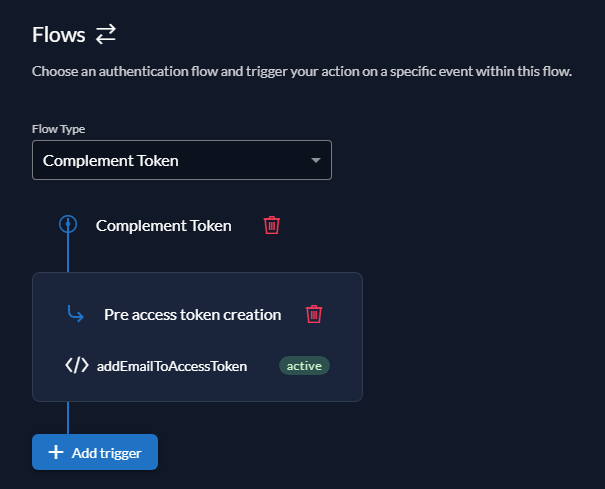 Flows
Choose an authentication flow and trigger your action on a specific event within this flow.
Flow Type
Complement Token
Complement Token
Pre access token creation
</> addEmailToAccessToken active
+ Add trigger